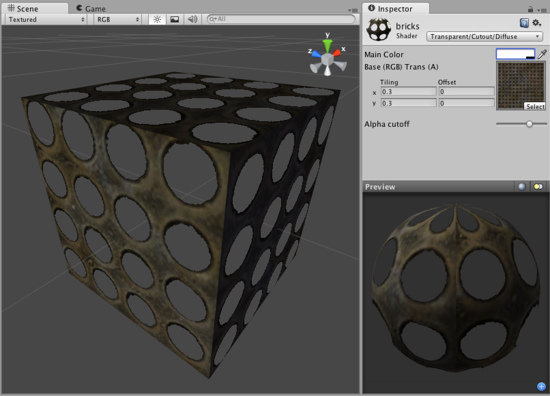 Scene
Game
Textured
RGB
All
y
x
z
Inspector
bricks
Shader
Transparent/Cutout/Diffuse
Main Color
Base (RGB) Trans (A)
Tiling Offset
x 0.3 0
y 0.3 0
Select
Alpha cutoff
Preview